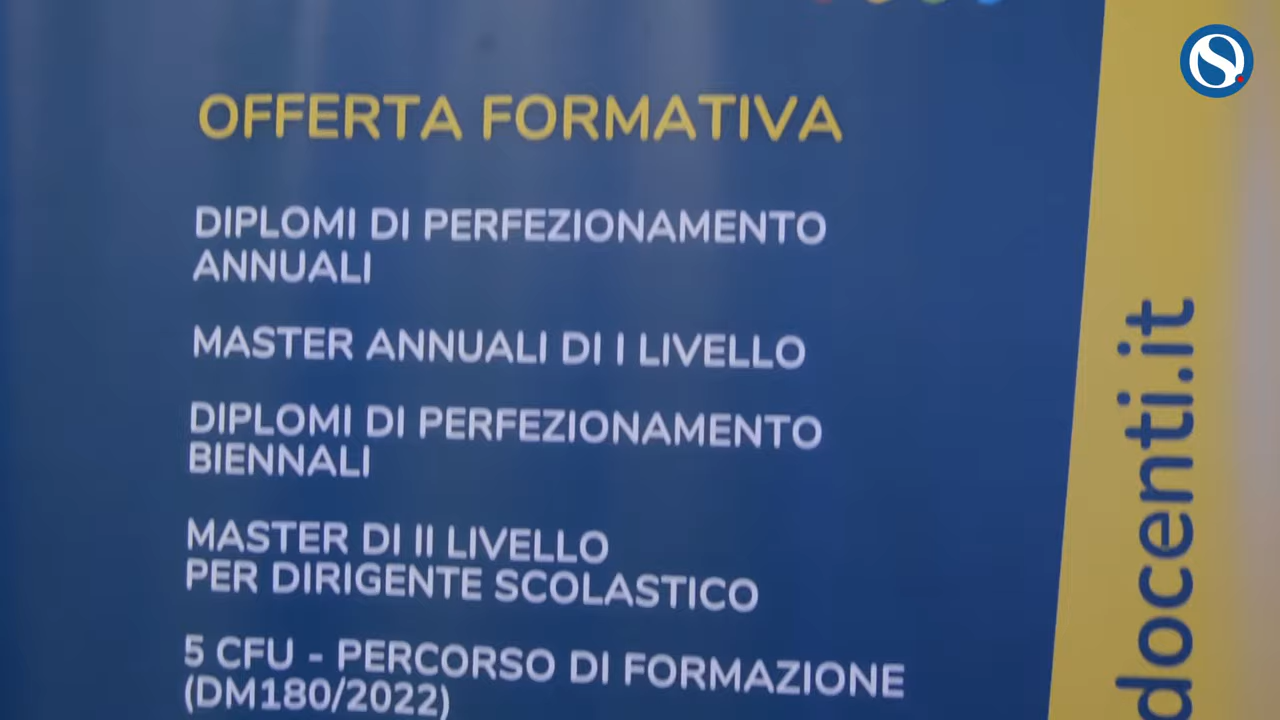 OFFERTA FORMATIVA
DIPLOMI DI PERFEZIONAMENTO
ANNUALI
MASTER ANNUALI DI I LIVELLO
DIPLOMI DI PERFEZIONAMENTO
BIENNALI
MASTER DI II LIVELLO
PER DIRIGENTE SCOLASTICO
5 CFU - PERCORSO DI FORMAZIONE
(DM180/2022)
docenti.it